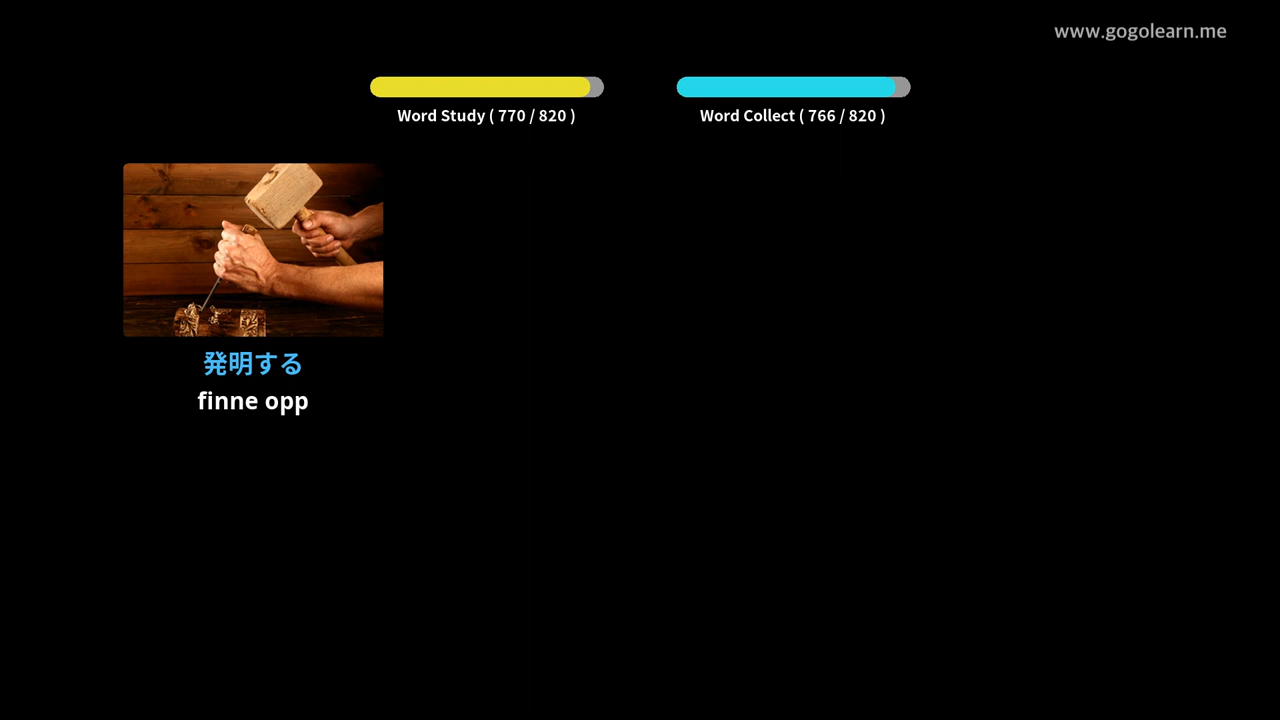 www.gogolearn.me
Word Study ( 770 / 820 )
Word Collect ( 766 / 820 )
発明する
finne opp